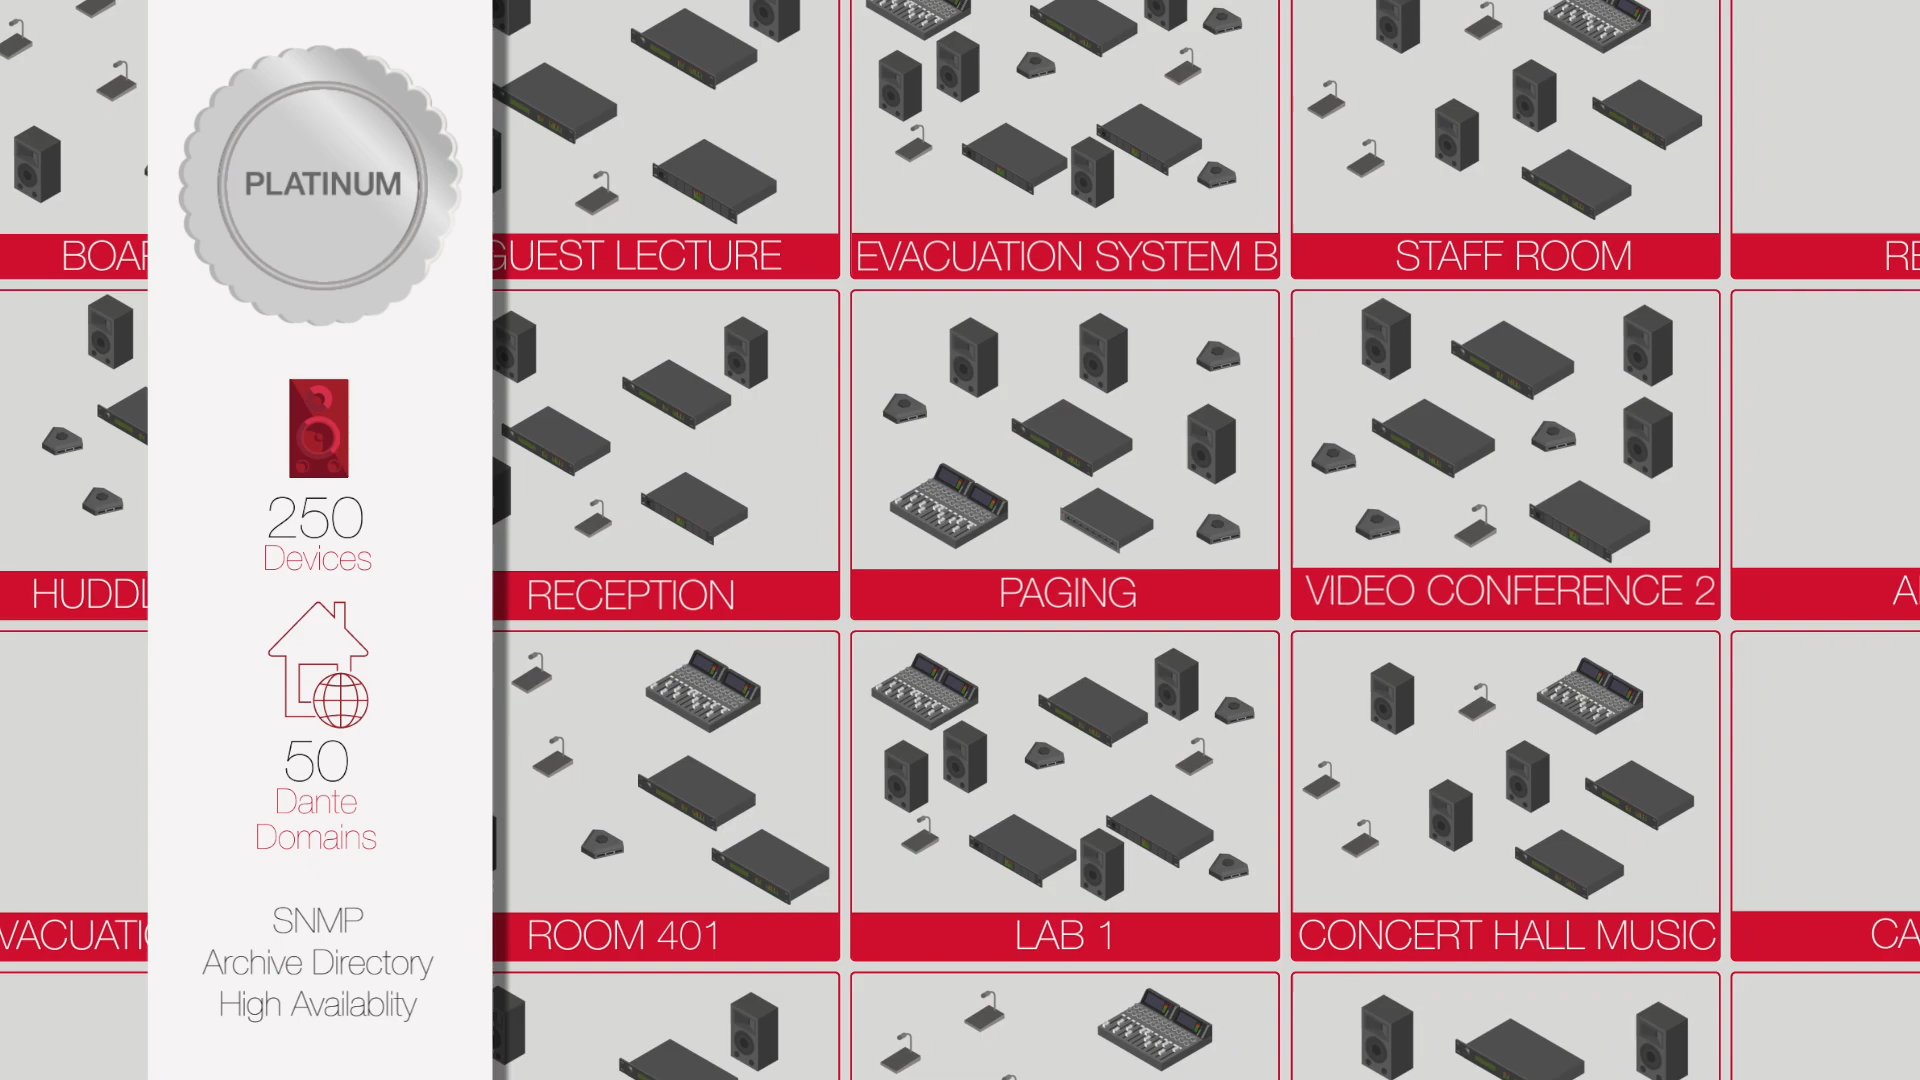 PLATINUM
250
Devices
50
Dante
Domains
SNMP
Archive Directory
High Availablity
GUEST LECTURE
EVACUATION SYSTEM B
STAFF ROOM
RECEPTION
PAGING
VIDEO CONFERENCE 2
ROOM 401
LAB 1
CONCERT HALL MUSIC